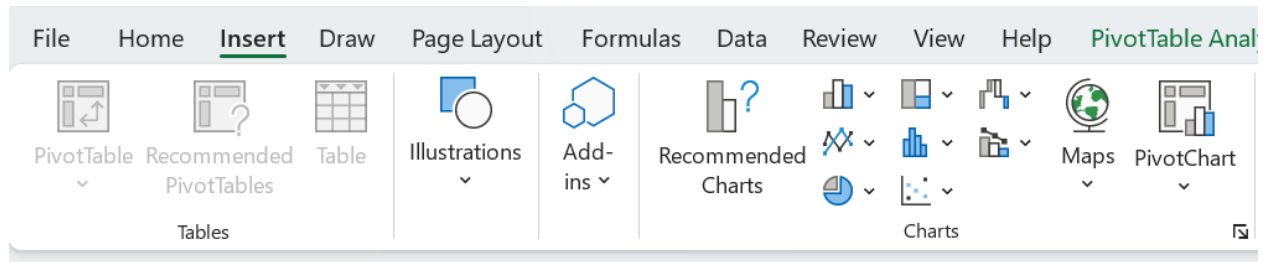 File Home Insert Draw Page Layout Formulas Data Review View Help PivotTable Anal
PivotTable
Recommended
PivotTables
Table
Tables
Illustrations
Add-
ins
Recommended
Charts
Maps
PivotChart
Charts